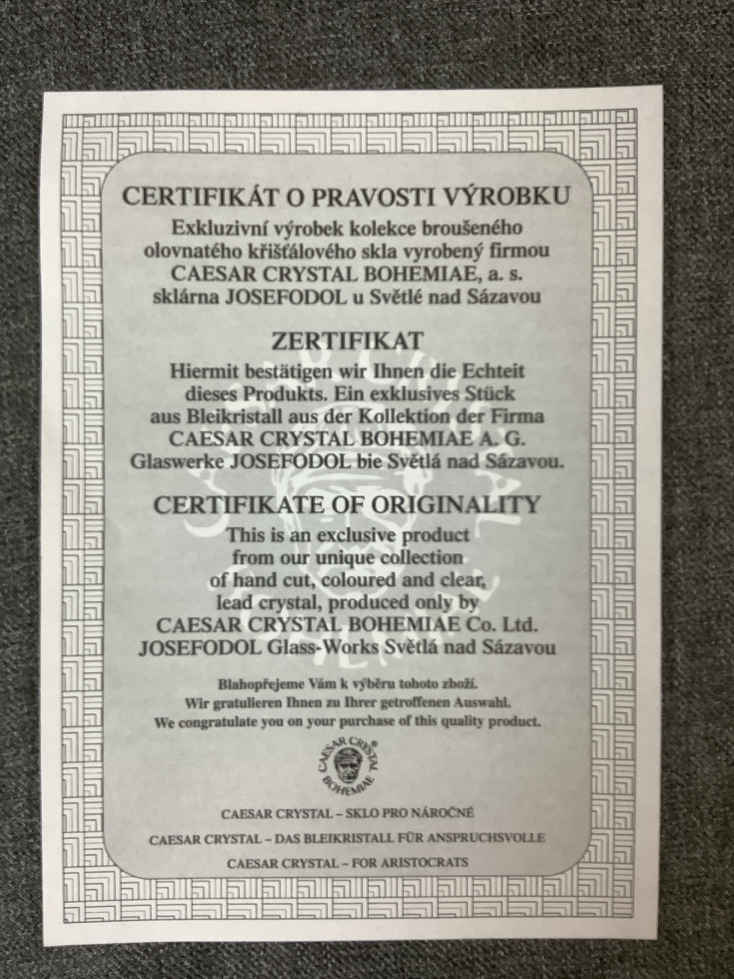 CERTIFIKÁT O PRAVOSTI VÝROBKU
Exkluzivní výrobek kolekce broušeného
olovnatého křišťálového skla vyrobený firmou
CAESAR CRYSTAL BOHEMIAE, a. s.
sklárna JOSEFODOL u Světlé nad Sázavou
ZERTIFIKAT
Hiermit bestätigen wir Ihnen die Echteit
dieses Produkts. Ein exklusives Stück
aus Bleikristall aus der Kollektion der Firma
CAESAR CRYSTAL BOHEMIAE A. G.
Glaswerke JOSEFODOL bie Světlá nad Sázavou.
CERTIFIKATE OF ORIGINALITY
This is an exclusive product
from our unique collection
of hand cut, coloured and clear,
lead crystal, produced only by
CAESAR CRYSTAL BOHEMIAE Co. Ltd.
JOSEFODOL Glass-Works Světlá nad Sázavou
Blahopřejeme Vám k výběru tohoto zboží.
Wir gratulieren Ihnen zu Ihrer getroffenen Auswahl.
We congratulate you on your purchase of this quality product.
CAESAR CRYSTAL ®
BOHEMIAE
CAESAR CRYSTAL – SKLO PRO NÁROČNÉ
CAESAR CRYSTAL – DAS BLEIKRISTALL FÜR ANSPRUCHSVOLLE
CAESAR CRYSTAL – FOR ARISTOCRATS